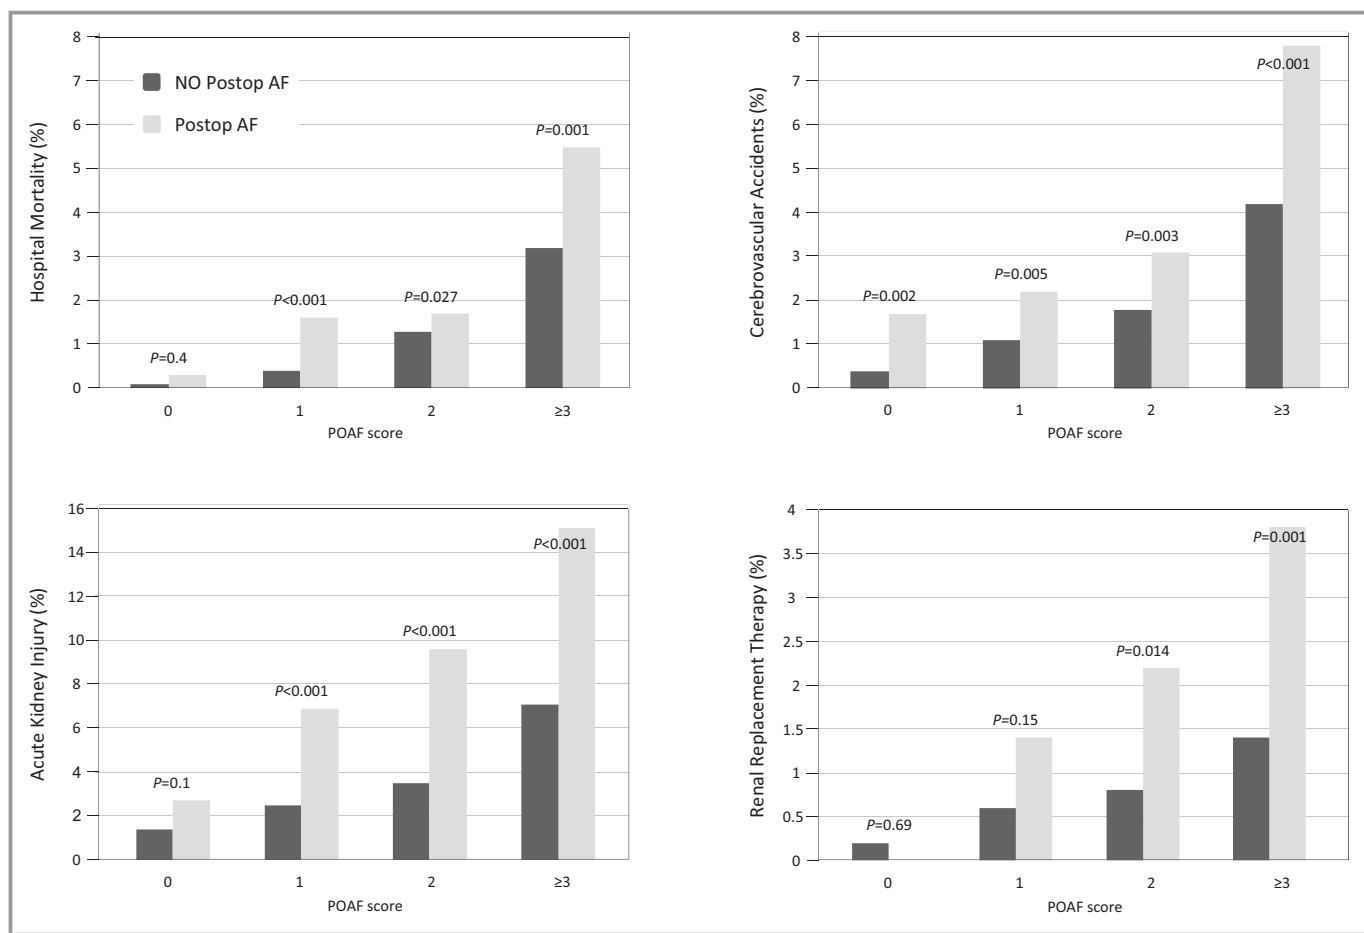 Hospital Mortality (%)
8
7
6
5
4
3
2
1
0
NO Postop AF
Postop AF
P=0.4
P<0.001
P=0.027
P=0.001
0 1 2 ≥3
POAF score
Cerebrovascular Accidents (%)
8
7
6
5
4
3
2
1
0
P=0.002
P=0.005
P=0.003
P<0.001
0 1 2 ≥3
POAF score
Acute Kidney Injury (%)
16
14
12
10
8
6
4
2
0
P=0.1
P<0.001
P<0.001
P<0.001
0 1 2 ≥3
POAF score
Renal Replacement Therapy (%)
4
3.5
3
2.5
2
1.5
1
0.5
0
P=0.69
P=0.15
P=0.014
P=0.001
0 1 2 ≥3
POAF score